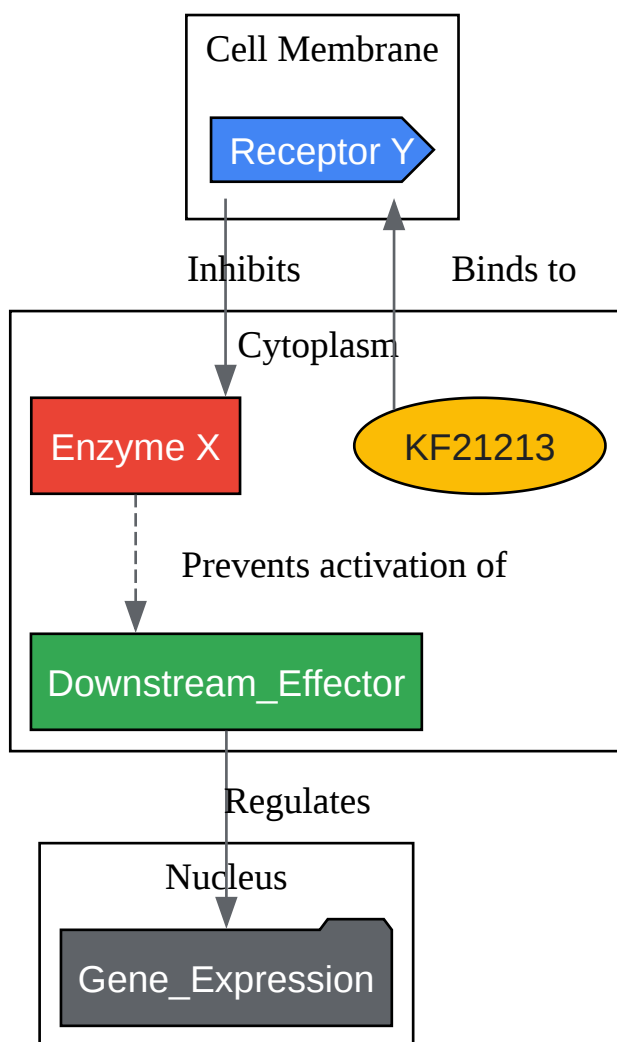 Cell Membrane
Receptor Y
Inhibits
Binds to
Cytoplasm
Enzyme X
KF21213
Prevents activation of
Downstream_Effector
Regulates
Nucleus
Gene_Expression